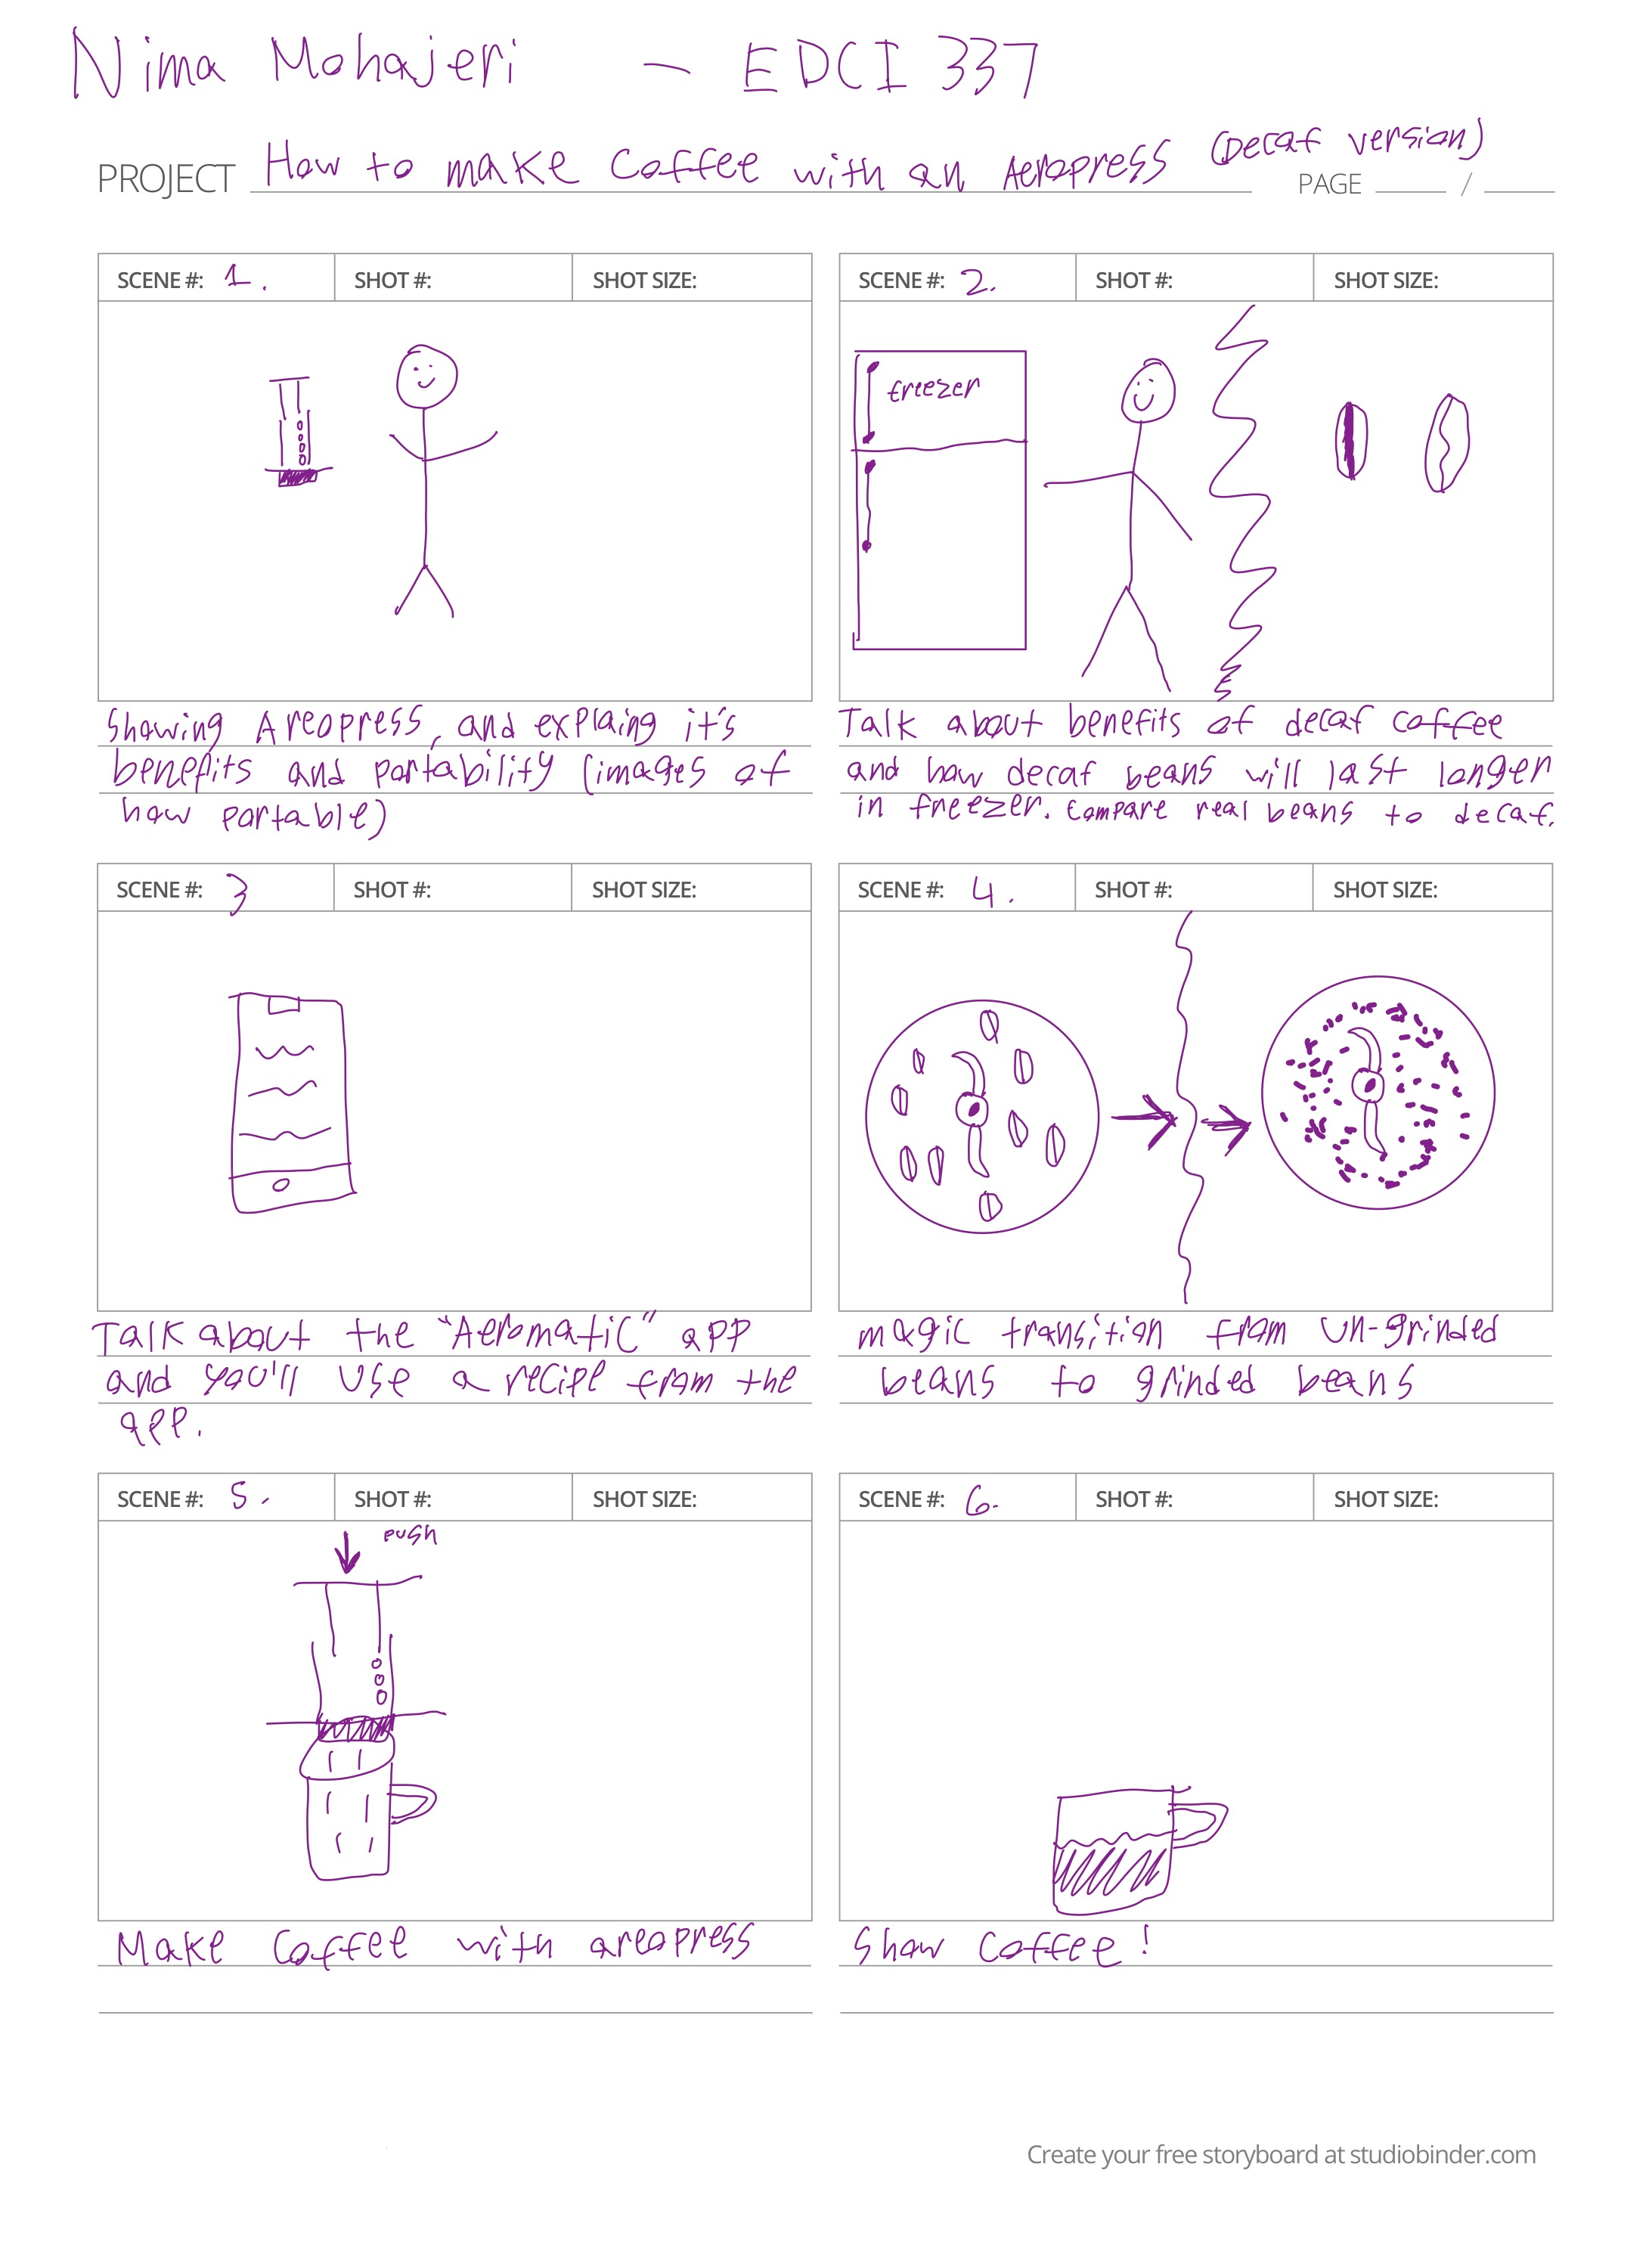 Nima Mohajeri - EDCI 337
PROJECT How to make Coffee with an Aeropress (Decaf version)
PAGE ____ / ____
SCENE #: 1. SHOT #: SHOT SIZE:
Showing Areopress, and explaing it's
benefits and portability (images of
how portable)
SCENE #: 2. SHOT #: SHOT SIZE:
freezer
Talk about benefits of decaf coffee
and how decaf beans will last longer
in freezer. Compare real beans to decaf.
SCENE #: 3 SHOT #: SHOT SIZE:
Talk about the "Aeromatic" app
and you'll use a recipe from the
app.
SCENE #: 4. SHOT #: SHOT SIZE:
magic transition from un-grinded
beans to grinded beans
SCENE #: 5. SHOT #: SHOT SIZE:
push
Make Coffee with areopress
SCENE #: 6. SHOT #: SHOT SIZE:
Show Coffee!
Create your free storyboard at studiobinder.com